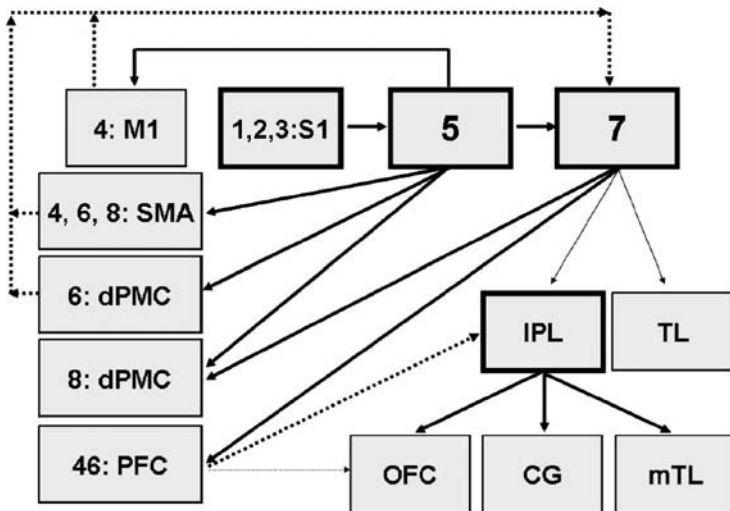 4: M1
1,2,3:S1
5
7
4, 6, 8: SMA
6: dPMC
IPL
TL
8: dPMC
46: PFC
OFC
CG
mTL